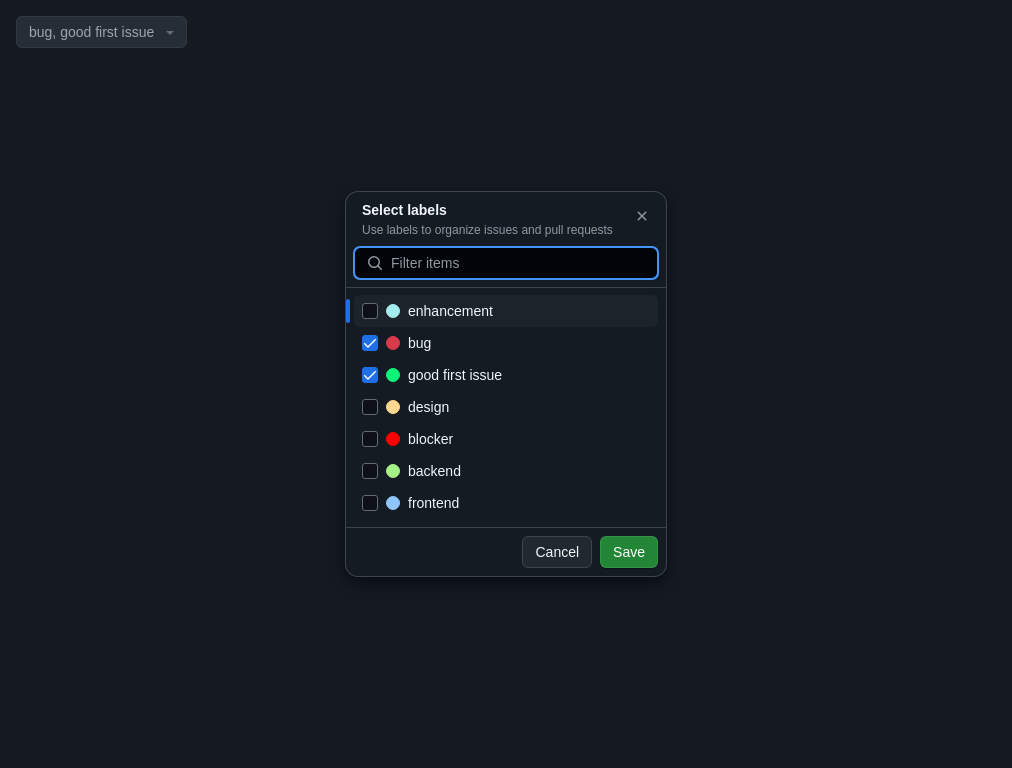 bug, good first issue
Select labels
Use labels to organize issues and pull requests
Filter items
enhancement
bug
good first issue
design
blocker
backend
frontend
Cancel Save